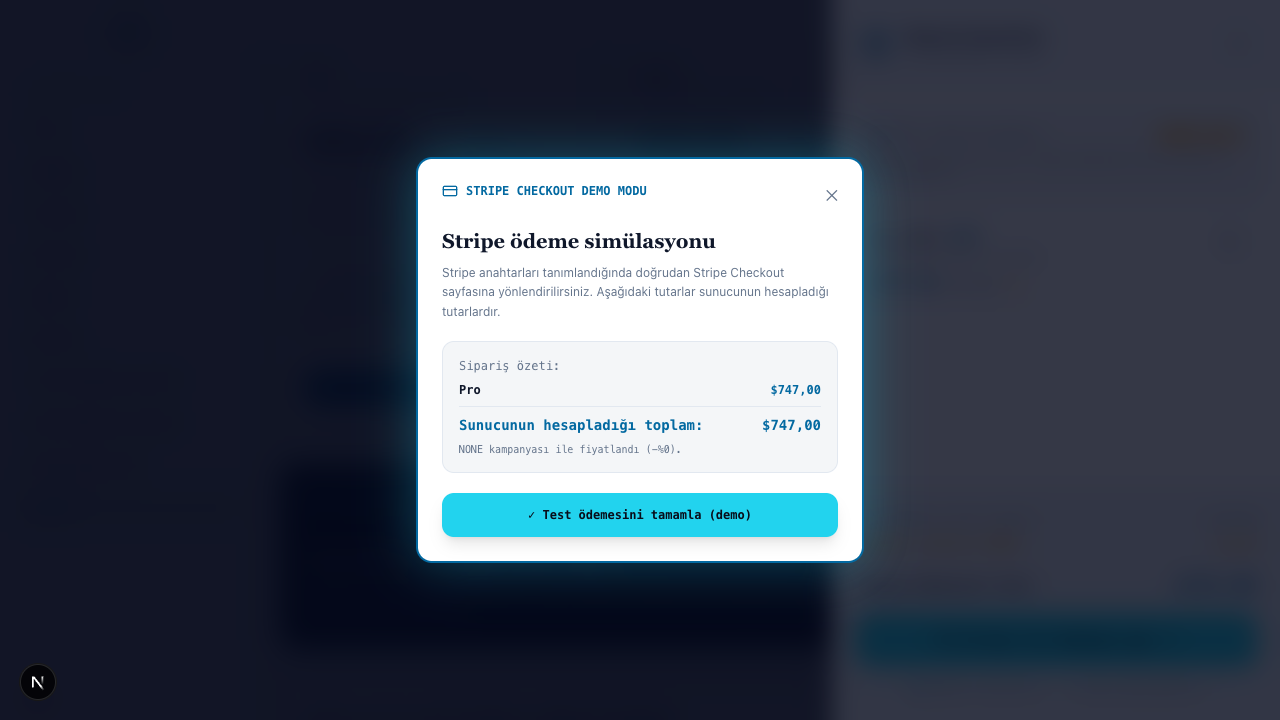 STRIPE CHECKOUT DEMO MODU
Stripe ödeme simülasyonu
Stripe anahtarları tanımlandığında doğrudan Stripe Checkout
sayfasına yönlendirilirsiniz. Aşağıdaki tutarlar sunucunun hesapladığı
tutarlardır.
Sipariş özeti:
Pro $747,00
Sunucunun hesapladığı toplam: $747,00
NONE kampanyası ile fiyatlandı (−%0).
✓ Test ödemesini tamamla (demo)
N